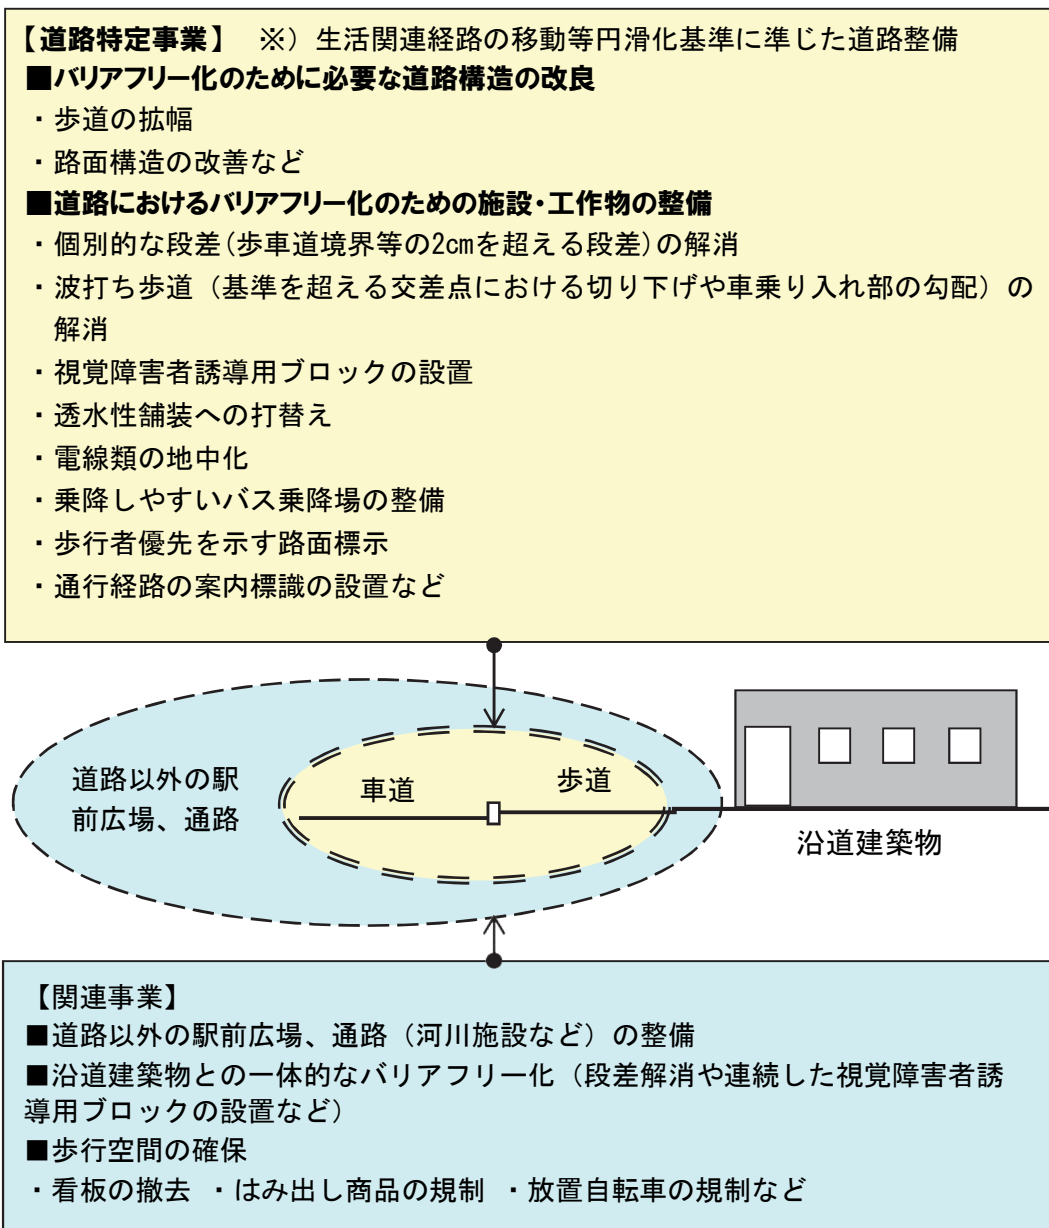 【道路特定事業】 ※）生活関連経路の移動等円滑化基準に準じた道路整備
■バリアフリー化のために必要な道路構造の改良
・歩道の拡幅
・路面構造の改善など
■道路におけるバリアフリー化のための施設・工作物の整備
・個別的な段差(歩車道境界等の2cmを超える段差)の解消
・波打ち歩道（基準を超える交差点における切り下げや車乗り入れ部の勾配）の
解消
・視覚障害者誘導用ブロックの設置
・透水性舗装への打替え
・電線類の地中化
・乗降しやすいバス乗降場の整備
・歩行者優先を示す路面標示
・通行経路の案内標識の設置など
道路以外の駅
前広場、通路
車道
歩道
沿道建築物
【関連事業】
■道路以外の駅前広場、通路（河川施設など）の整備
■沿道建築物との一体的なバリアフリー化（段差解消や連続した視覚障害者誘
導用ブロックの設置など）
■歩行空間の確保
・看板の撤去 ・はみ出し商品の規制 ・放置自転車の規制など